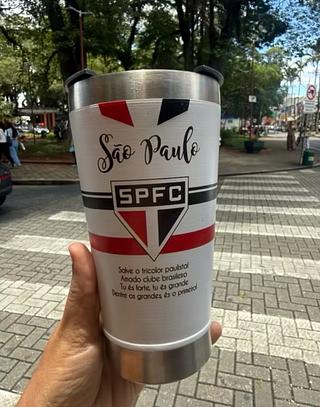 São Paulo
SPFC
Salve o tricolor paulista!
Amado clube brasileiro
Tu és forte, tu és grande
Dentre os grandes, és o primeiro!